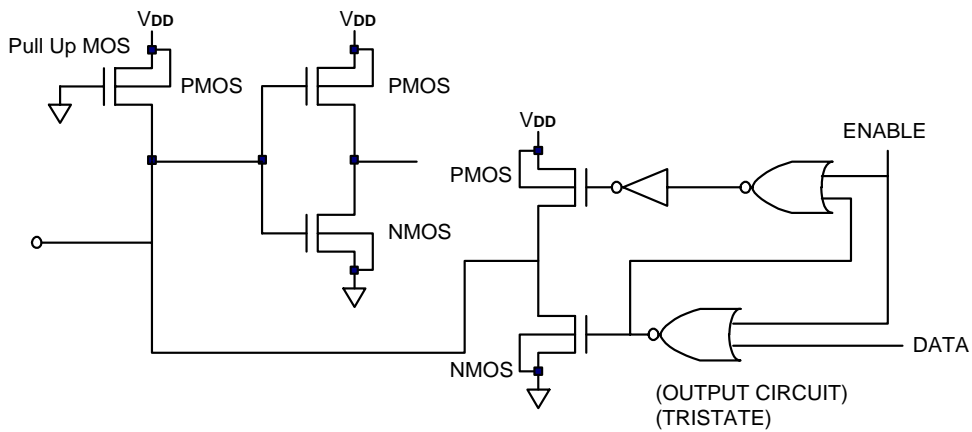 VDD
VDD
Pull Up MOS
PMOS
PMOS
VDD
ENABLE
PMOS
NMOS
DATA
NMOS
(OUTPUT CIRCUIT)
(TRISTATE)